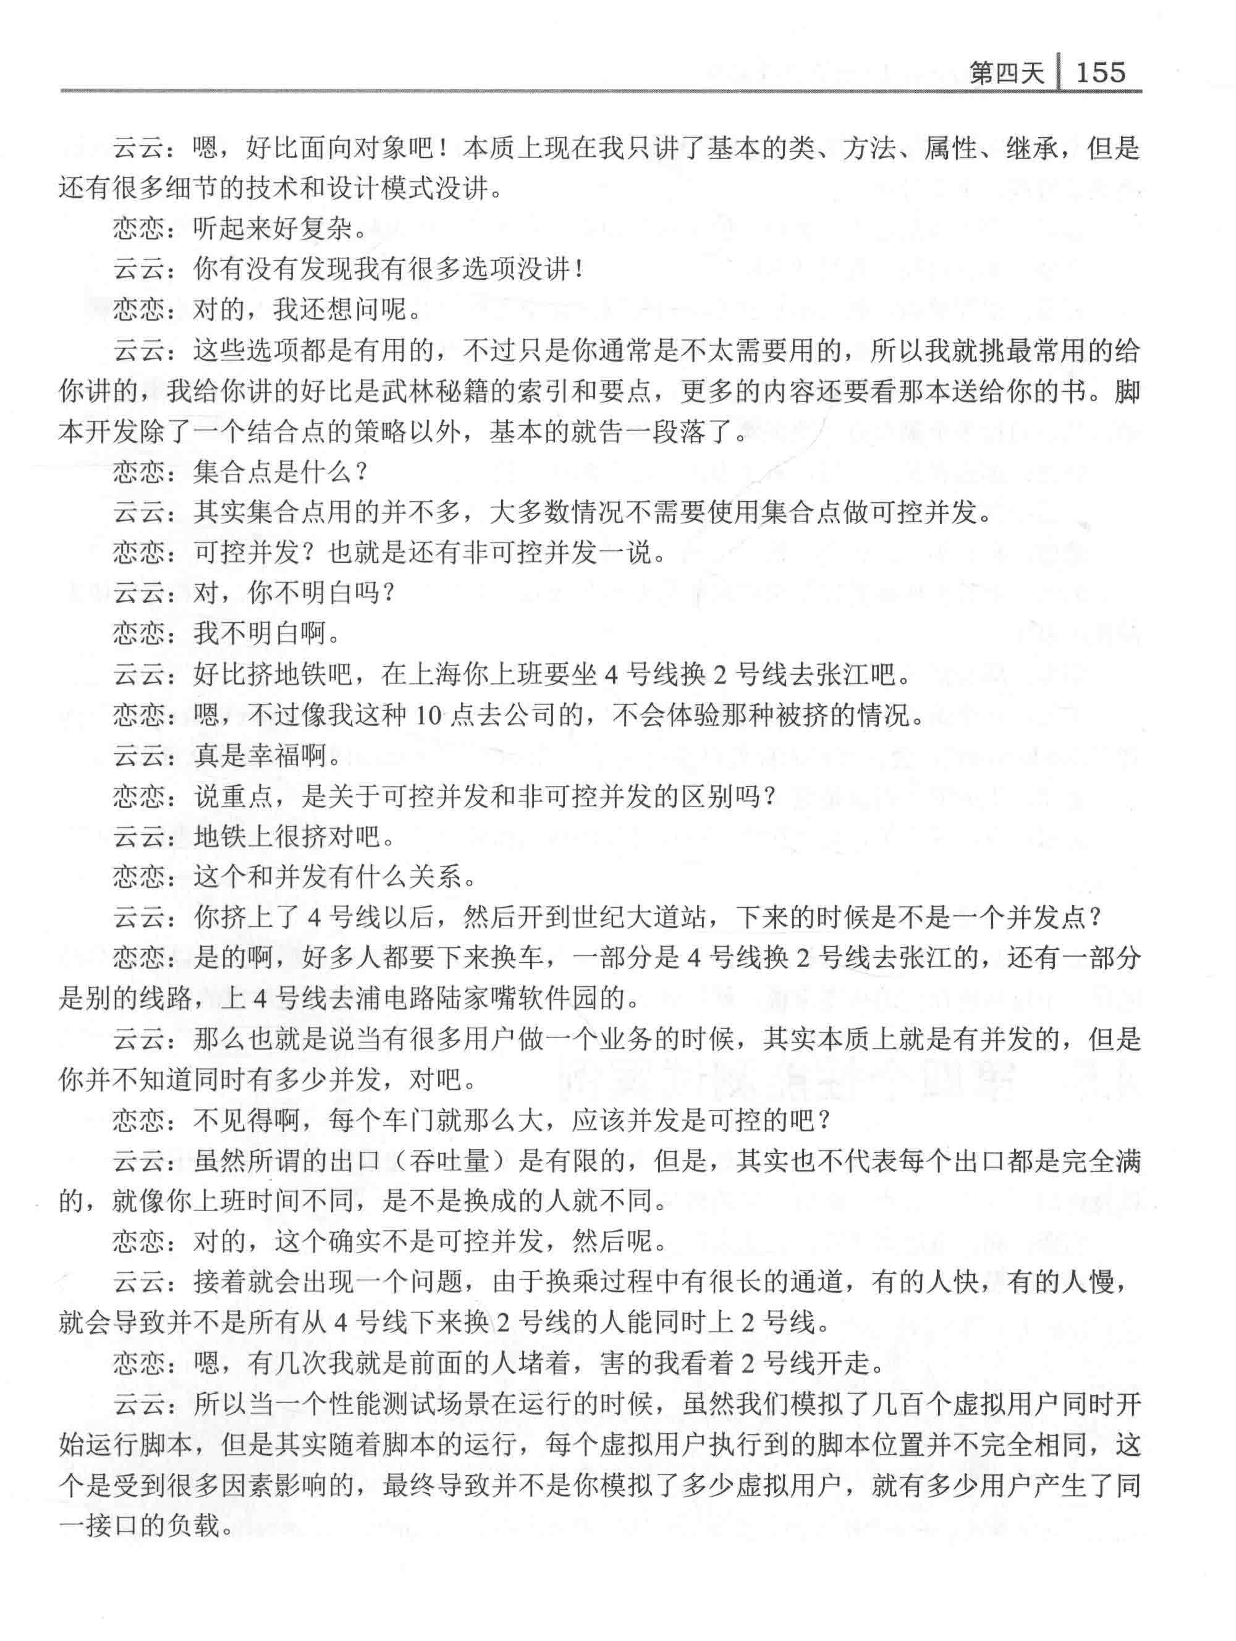 第四天 155
云云：嗯，好比面向对象吧！本质上现在我只讲了基本的类、方法、属性、继承，但是
还有很多细节的技术和设计模式没讲。
恋恋：听起来好复杂。
云云：你有没有发现我有很多选项没讲！
恋恋：对的，我还想问呢。
云云：这些选项都是有用的，不过只是你通常是不太需要用的，所以我就挑最常用的给
你讲的，我给你讲的好比是武林秘籍的索引和要点，更多的内容还要看那本送给你的书。脚
本开发除了一个结合点的策略以外，基本的就告一段落了。
恋恋：集合点是什么？
云云：其实集合点用的并不多，大多数情况不需要使用集合点做可控并发。
恋恋：可控并发？也就是还有非可控并发一说。
云云：对，你不明白吗？
恋恋：我不明白啊。
云云：好比挤地铁吧，在上海你上班要坐 4 号线换 2 号线去张江吧。
恋恋：嗯，不过像我这种 10 点去公司的，不会体验那种被挤的情况。
云云：真是幸福啊。
恋恋：说重点，是关于可控并发和非可控并发的区别吗？
云云：地铁上很挤对吧。
恋恋：这个和并发有什么关系。
云云：你挤上了 4 号线以后，然后开到世纪大道站，下来的时候是不是一个并发点？
恋恋：是的啊，好多人都要下来换车，一部分是 4 号线换 2 号线去张江的，还有一部分
是别的线路，上 4 号线去浦电路陆家嘴软件园的。
云云：那么也就是说当有很多用户做一个业务的时候，其实本质上就是有并发的，但是
你并不知道同时有多少并发，对吧。
恋恋：不见得啊，每个车门就那么大，应该并发是可控的吧？
云云：虽然所谓的出口（吞吐量）是有限的，但是，其实也不代表每个出口都是完全满
的，就像你上班时间不同，是不是换成的人就不同。
恋恋：对的，这个确实不是可控并发，然后呢。
云云：接着就会出现一个问题，由于换乘过程中有很长的通道，有的人快，有的人慢，
就会导致并不是所有从 4 号线下来换 2 号线的人能同时上 2 号线。
恋恋：嗯，有几次我就是前面的人堵着，害的我看着 2 号线开走。
云云：所以当一个性能测试场景在运行的时候，虽然我们模拟了几百个虚拟用户同时开
始运行脚本，但是其实随着脚本的运行，每个虚拟用户执行到的脚本位置并不完全相同，这
个是受到很多因素影响的，最终导致并不是你模拟了多少虚拟用户，就有多少用户产生了同
一接口的负载。